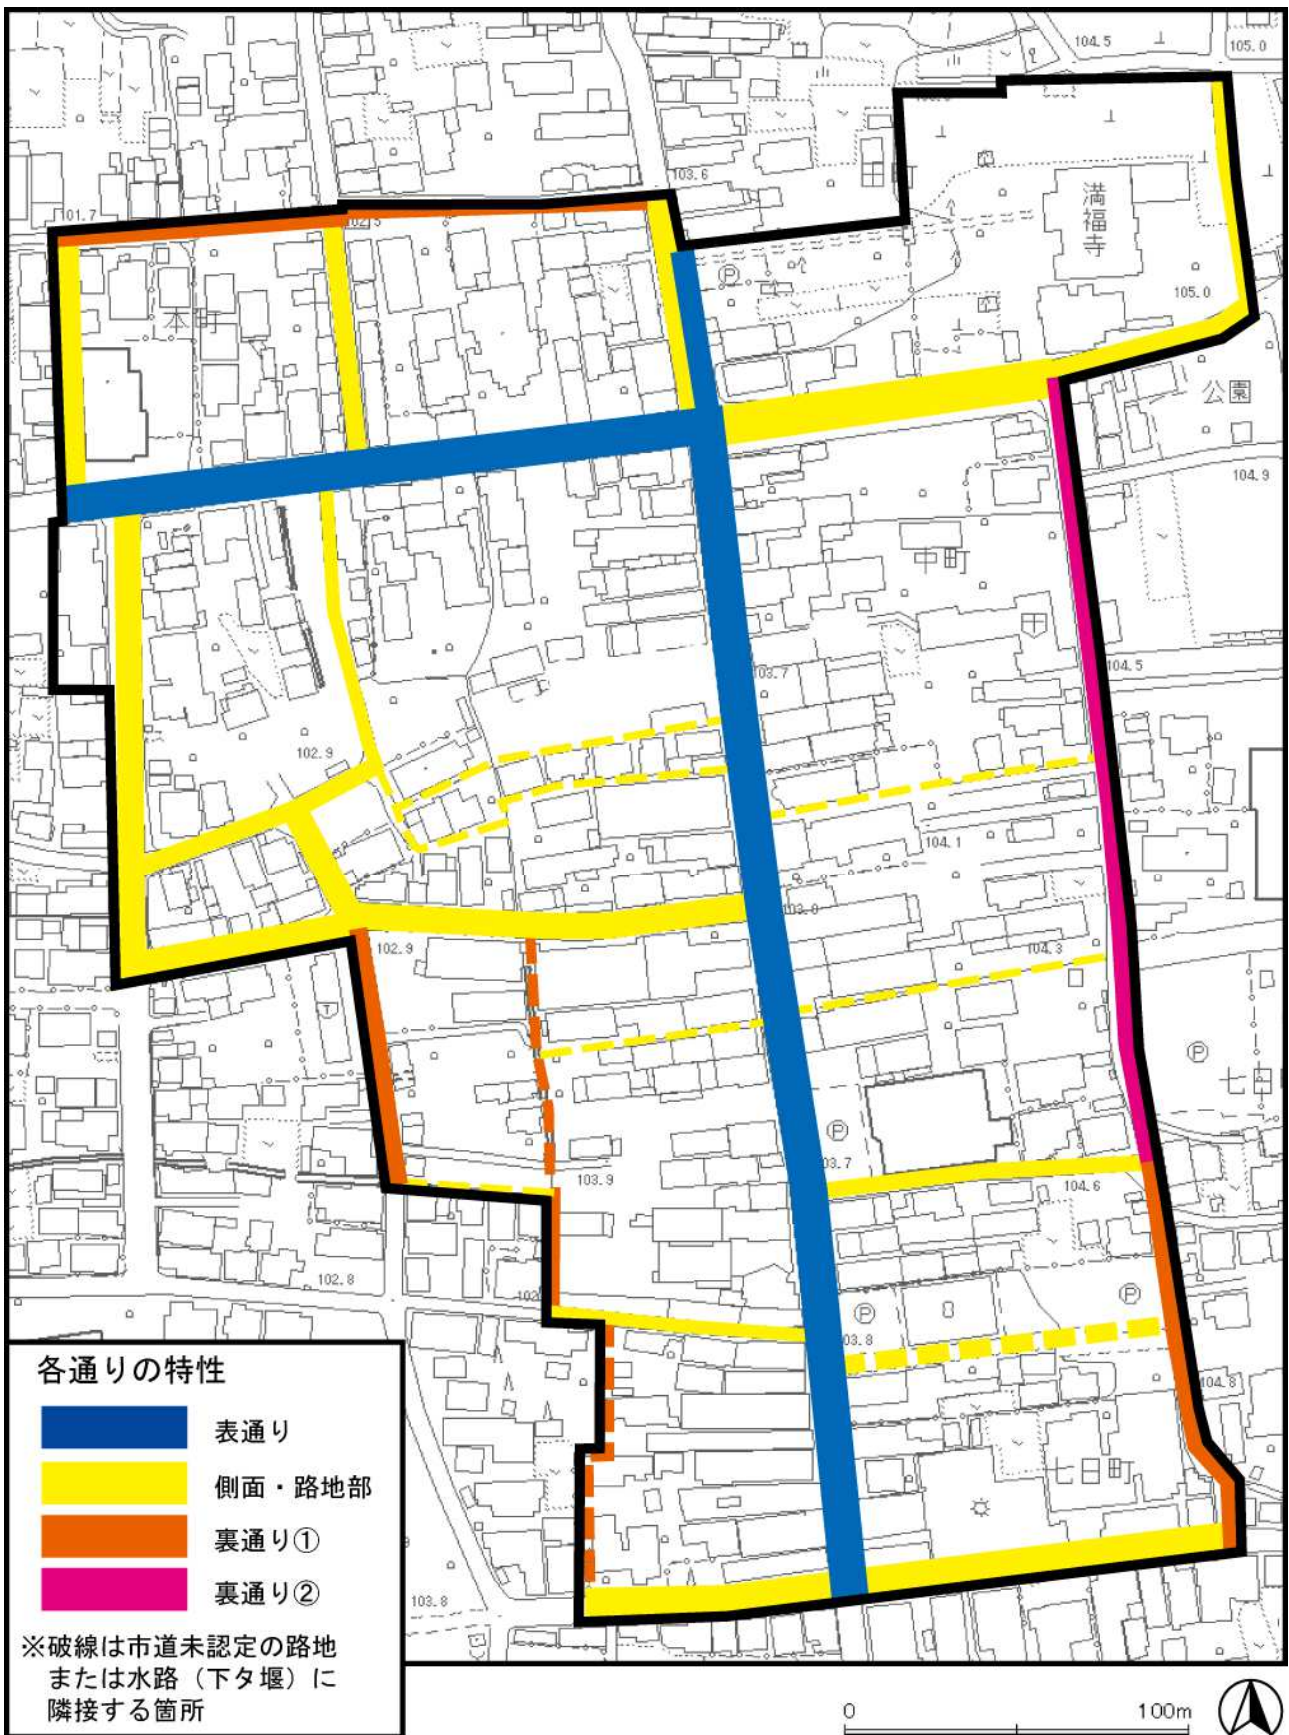 104.5
105.0
103.6
101.7
102.5
満福寺
Ⓟ
本町
105.0
公園
104.9
中町
104.5
103.7
102.9
104.1
103.8
102.9
104.3
Ⓟ
Ⓟ
103.7
103.9
104.6
102.8
Ⓟ
Ⓟ
103.8
104.8
七日町
103.8
各通りの特性
表通り
側面・路地部
裏通り①
裏通り②
※破線は市道未認定の路地
または水路（下タ堰）に
隣接する箇所
0 100m